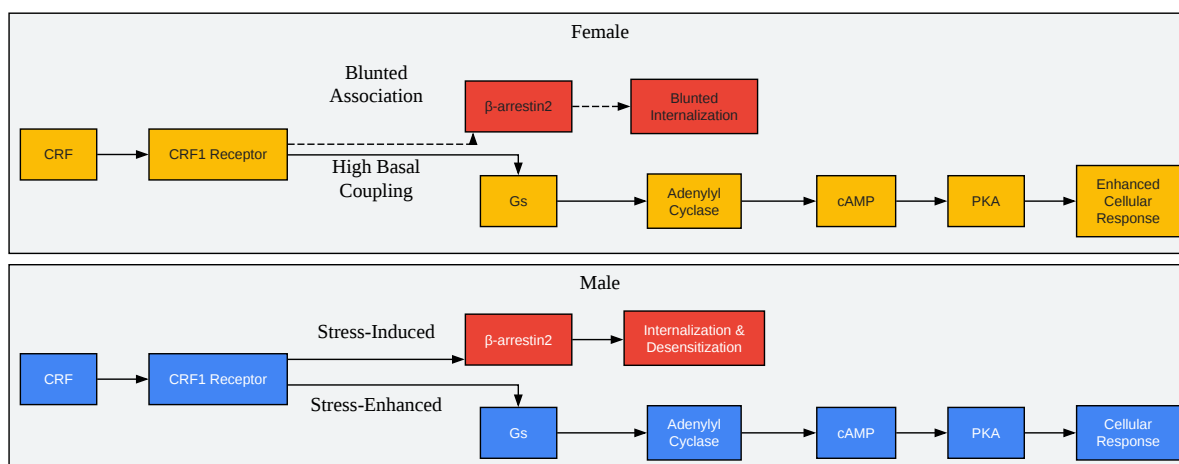 Female
Blunted
Association
β-arrestin2
Blunted
Internalization
CRF
CRF1 Receptor
High Basal
Coupling
Gs
Adenylyl
Cyclase
cAMP
PKA
Enhanced
Cellular
Response
Male
Stress-Induced
β-arrestin2
Internalization &
Desensitization
CRF
CRF1 Receptor
Stress-Enhanced
Gs
Adenylyl
Cyclase
cAMP
PKA
Cellular
Response